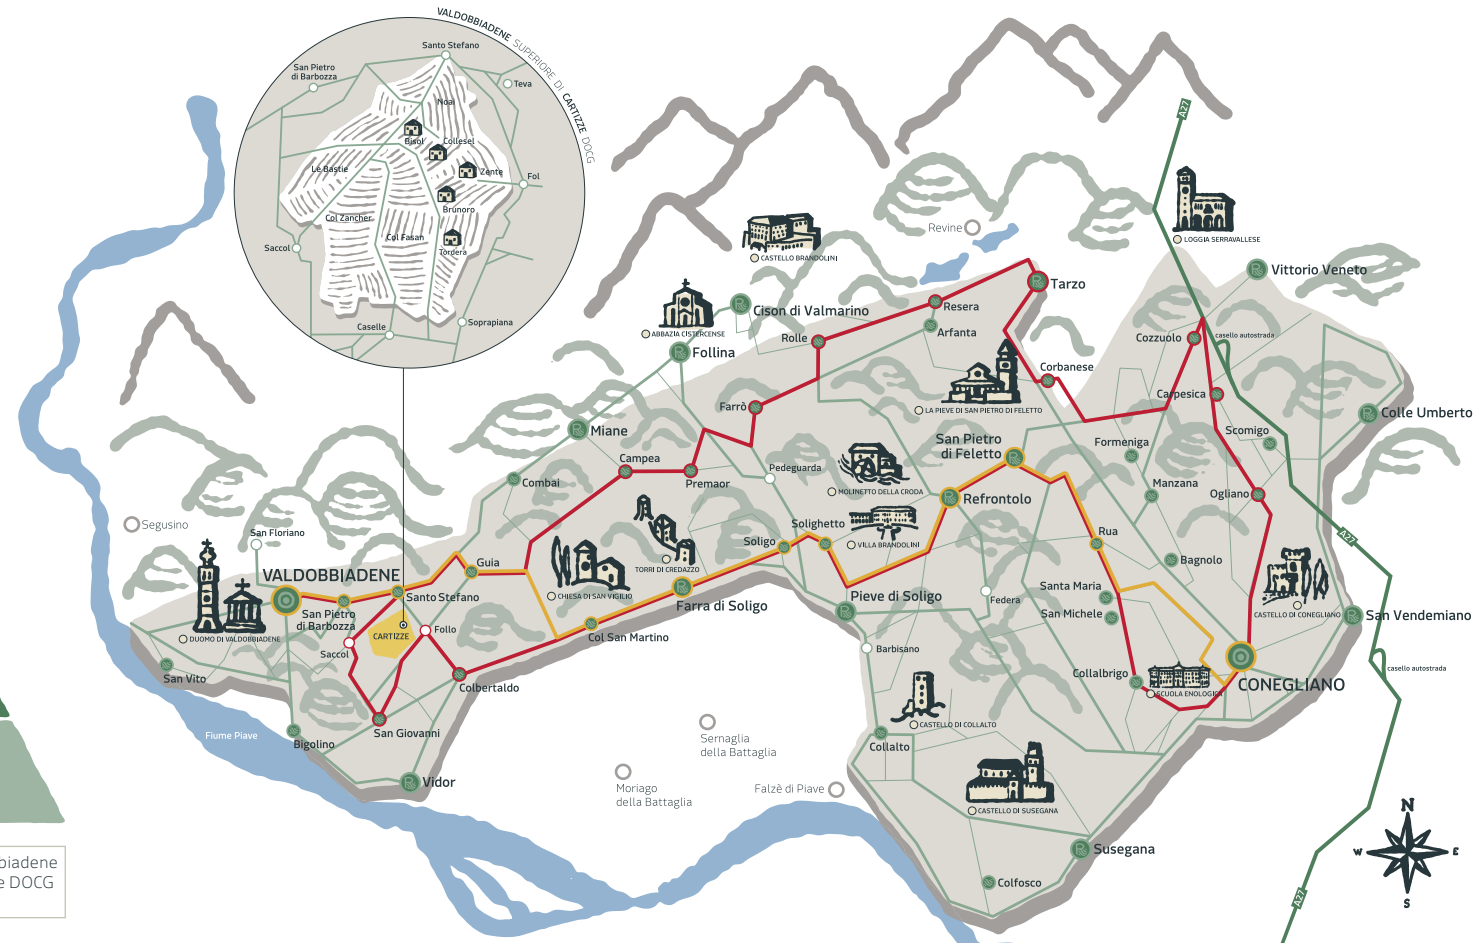 VALDOBBIADENE SUPERIORE DI CARTIZZE DOCG
Santo Stefano
San Pietro
di Barbozza
Teva
Noai
Bisol
Collesel
Le Bastie
Zente
Fol
Brunoro
Col Zancher
Col Fasan
Saccol
Tordera
Caselle
Soprapiana
A27
LOGGIA SERRAVALLESE
Revine
CASTELLO BRANDOLINI
Vittorio Veneto
Tarzo
ABBAZIA CISTERCENSE
Cison di Valmarino
Resera
Arfanta
Rolle
Cozzuolo
casello autostrada
Follina
Corbanese
Carpesica
LA PIEVE DI SAN PIETRO DI FELETTO
Farrò
Colle Umberto
Miane
San Pietro
di Feletto
Formeniga
Scomigo
Campea
Pedeguarda
Premaor
Combai
MOLINETTO DELLA CRODA
Manzana
Ogliano
Refrontolo
Segusino
San Floriano
Solighetto
VILLA BRANDOLINI
Soligo
Rua
A27
Guia
TORRI DI CREDAZZO
Bagnolo
VALDOBBIADENE
Santo Stefano
CHIESA DI SAN VIGILIO
Farra di Soligo
Pieve di Soligo
Federa
Santa Maria
San Michele
CASTELLO DI CONEGLIANO
San Vendemiano
San Pietro
di Barbozza
DUOMO DI VALDOBBIADENE
CARTIZZE
Follo
Col San Martino
Saccol
Barbisano
San Vito
Colbertaldo
Collalbrigo
SCUOLA ENOLOGICA
CONEGLIANO
casello autostrada
Fiume Piave
Bigolino
San Giovanni
CASTELLO DI COLLALTO
Collalto
Sernaglia
della Battaglia
Vidor
Moriago
della Battaglia
Falzè di Piave
CASTELLO DI SUSEGANA
Susegana
Colfosco
N
W
E
S
A27
biadene
e DOCG